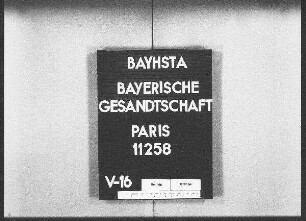 BAYHSTA
BAYERISCHE
GESANDTSCHAFT
PARIS
11258
V-16